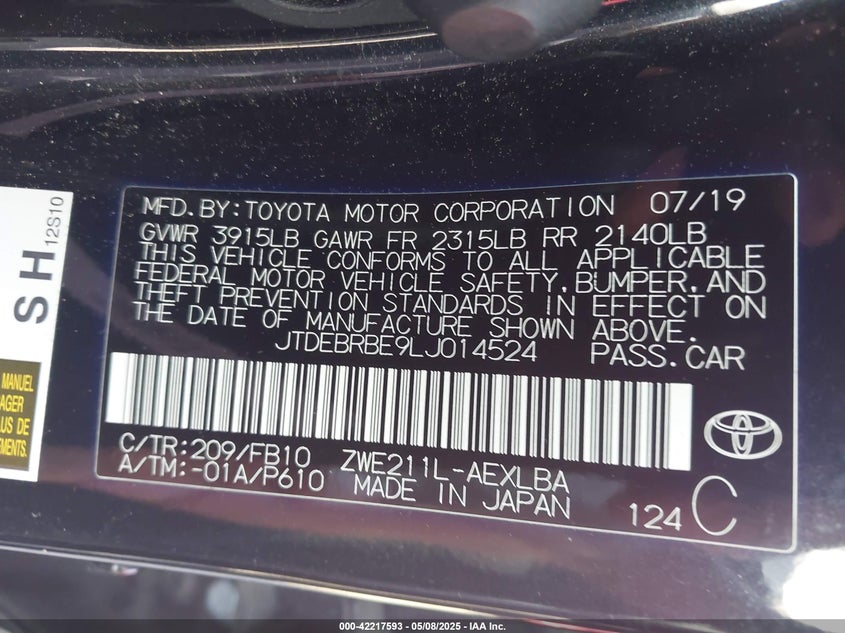 MFD.BY:TOYOTA MOTOR CORPORATION 07/19
GVWR 3915LB GAWR FR 2315LB RR 2140LB
THIS VEHICLE CONFORMS TO ALL APPLICABLE
FEDERAL MOTOR VEHICLE SAFETY,BUMPER,AND
THEFT PREVENTION STANDARDS IN EFFECT ON
THE DATE OF MANUFACTURE SHOWN ABOVE.
JTDEBRBE9LJ014524 PASS.CAR
C/TR:209/FB10 ZWE211L-AEXLBA
A/TM:-01A/P610 MADE IN JAPAN
124 C
SH
12S10
MANUEL
US DE
000-42217593 - 05/08/2025 - IAA Inc.